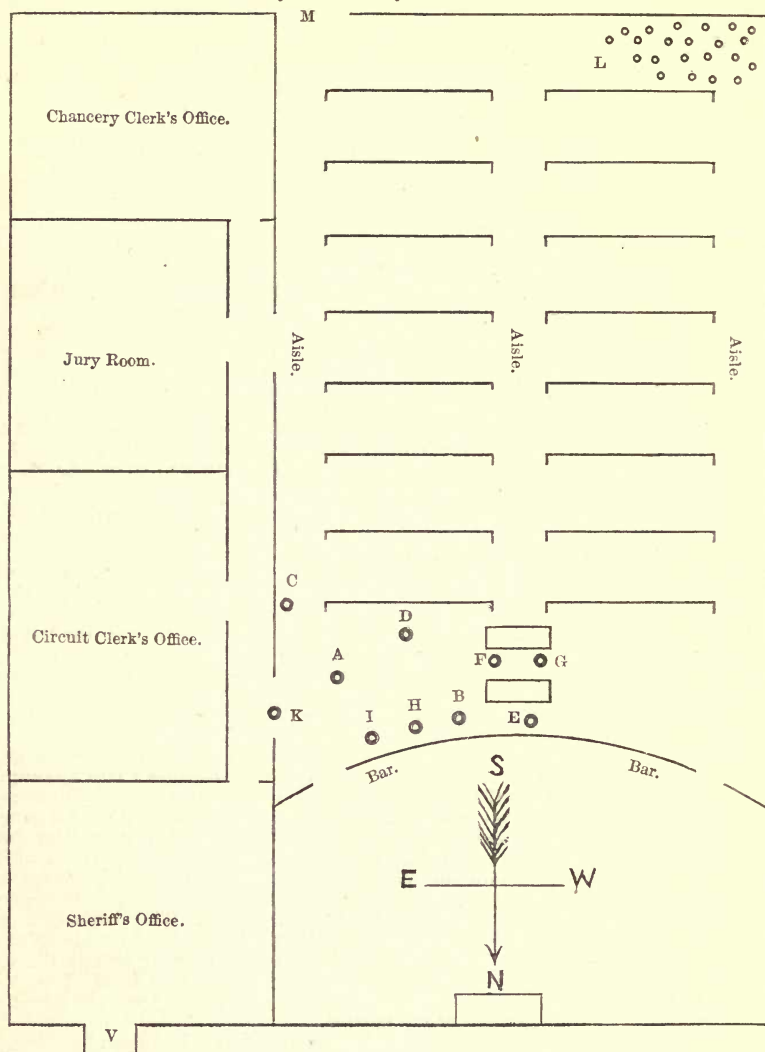 M
L
Chancery Clerk's Office.
Jury Room.
Aisle.
Aisle.
Aisle.
C
D
Circuit Clerk's Office.
A
F
G
K
I
H
B
E
Bar.
Bar.
S
E
W
N
Sheriff's Office.
V